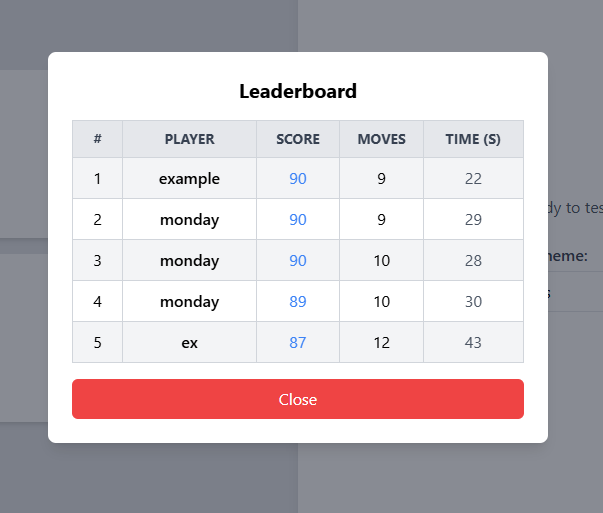 Leaderboard
# PLAYER SCORE MOVES TIME (S)
1 example 90 9 22
2 monday 90 9 29
3 monday 90 10 28
4 monday 89 10 30
5 ex 87 12 43
Close
dy to tes
heme:
s